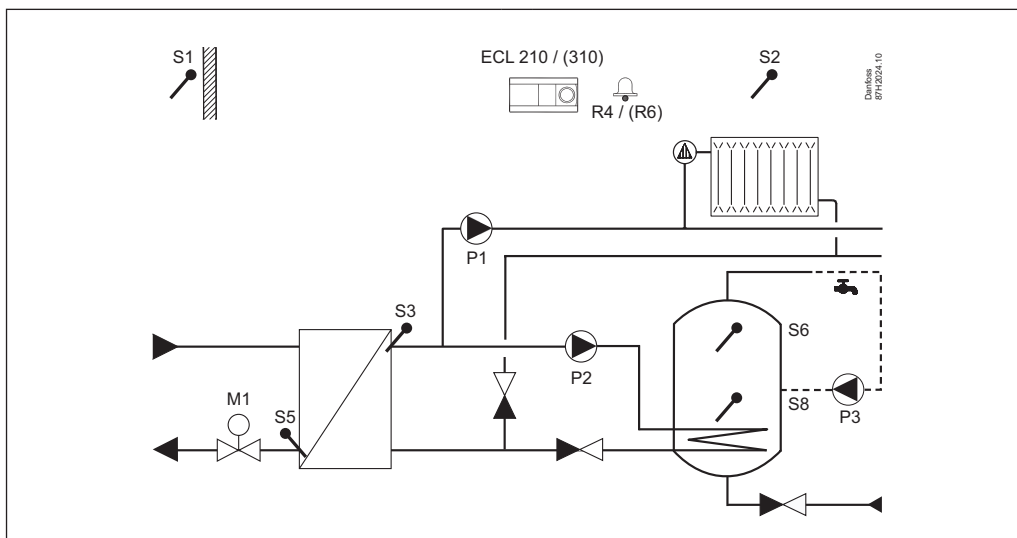 S1
ECL 210 / (310)
S2
Danfoss
87H2024.10
R4 / (R6)
P1
S3
S6
P2
M1
S5
S8
P3